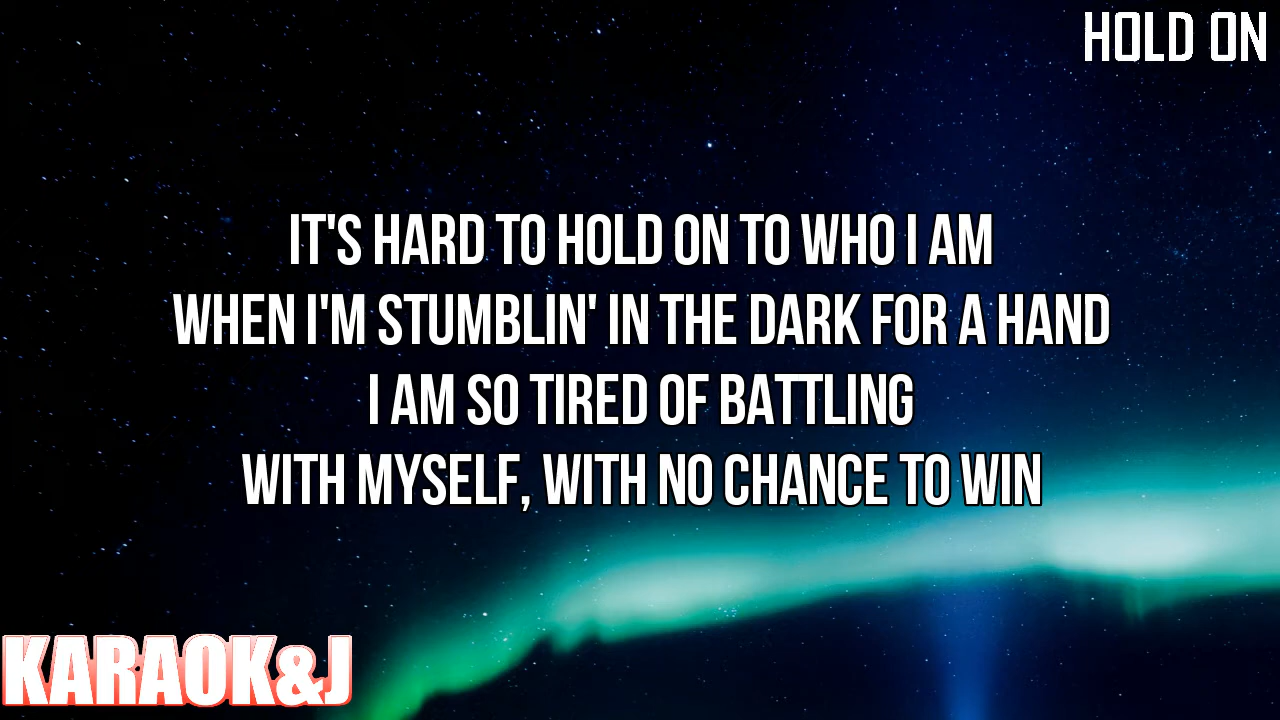 HOLD ON
IT'S HARD TO HOLD ON TO WHO I AM
WHEN I'M STUMBLIN' IN THE DARK FOR A HAND
I AM SO TIRED OF BATTLING
WITH MYSELF, WITH NO CHANCE TO WIN
KARAOK&J